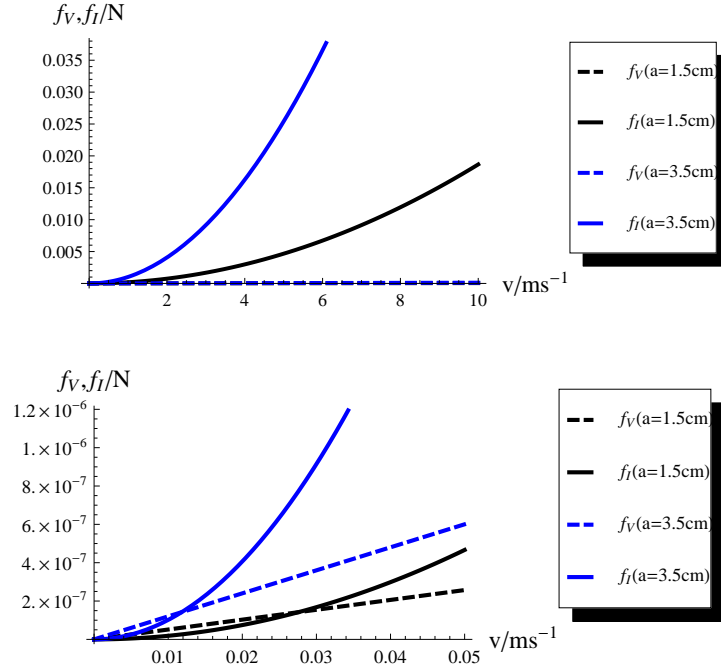 f_V,f_I/N
0.035
0.030
0.025
0.020
0.015
0.010
0.005
2 4 6 8 10
v/ms⁻¹
f_V(a=1.5cm)
f_I(a=1.5cm)
f_V(a=3.5cm)
f_I(a=3.5cm)
f_V,f_I/N
1.2×10⁻⁶
1.×10⁻⁶
8.×10⁻⁷
6.×10⁻⁷
4.×10⁻⁷
2.×10⁻⁷
0.01 0.02 0.03 0.04 0.05
v/ms⁻¹
f_V(a=1.5cm)
f_I(a=1.5cm)
f_V(a=3.5cm)
f_I(a=3.5cm)